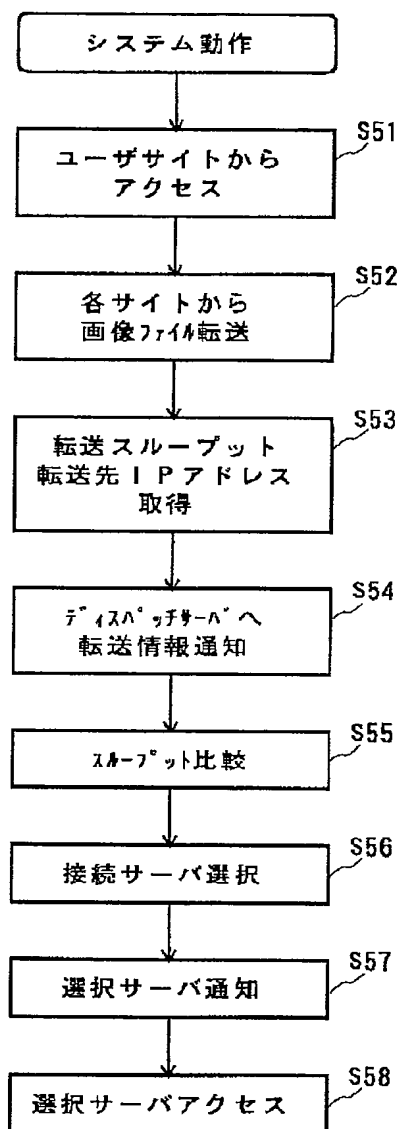 システム動作
S51
ユーザサイトから
アクセス
S52
各サイトから
画像ファイル転送
S53
転送スループット
転送先IPアドレス
取得
S54
ディスパッチサーバへ
転送情報通知
S55
スループット比較
S56
接続サーバ選択
S57
選択サーバ通知
S58
選択サーバアクセス